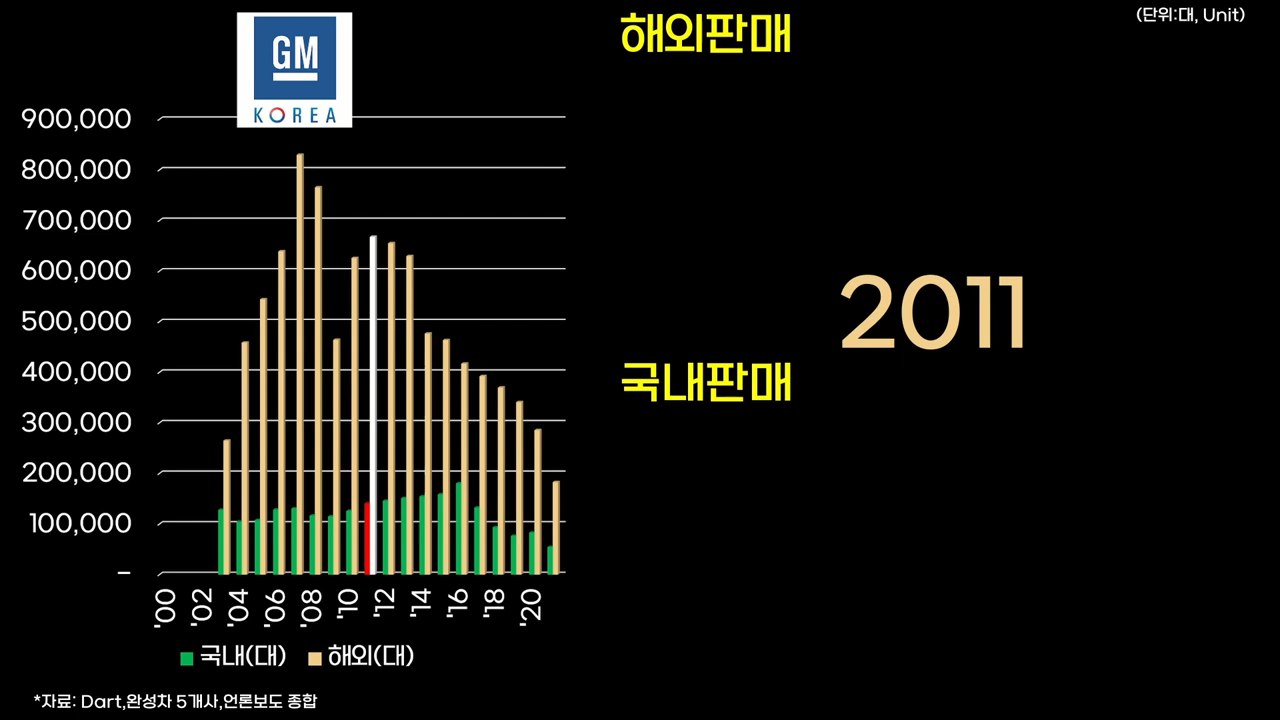 (단위:대, Unit)
GM
KOREA
해외판매
900,000
800,000
700,000
600,000
500,000
400,000
300,000
200,000
100,000
–
2011
국내판매
'00 '02 '04 '06 '08 '10 '12 '14 '16 '18 '20
국내(대) 해외(대)
*자료: Dart,완성차 5개사,언론보도 종합